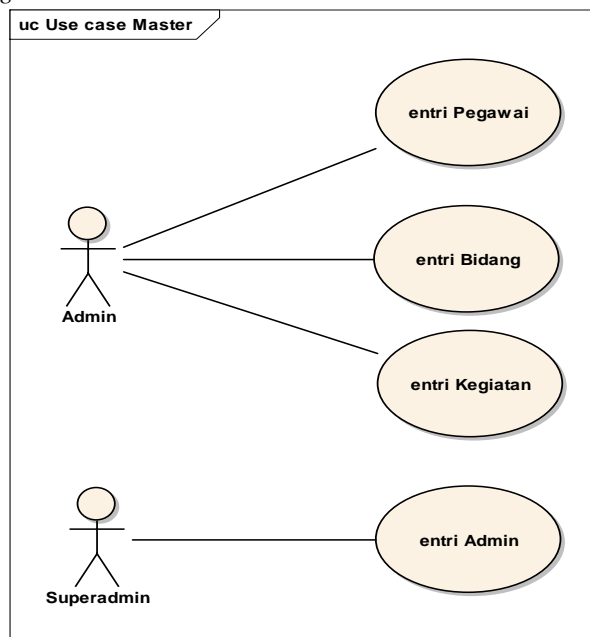 g
uc Use case Master
entri Pegawai
entri Bidang
Admin
entri Kegiatan
entri Admin
Superadmin